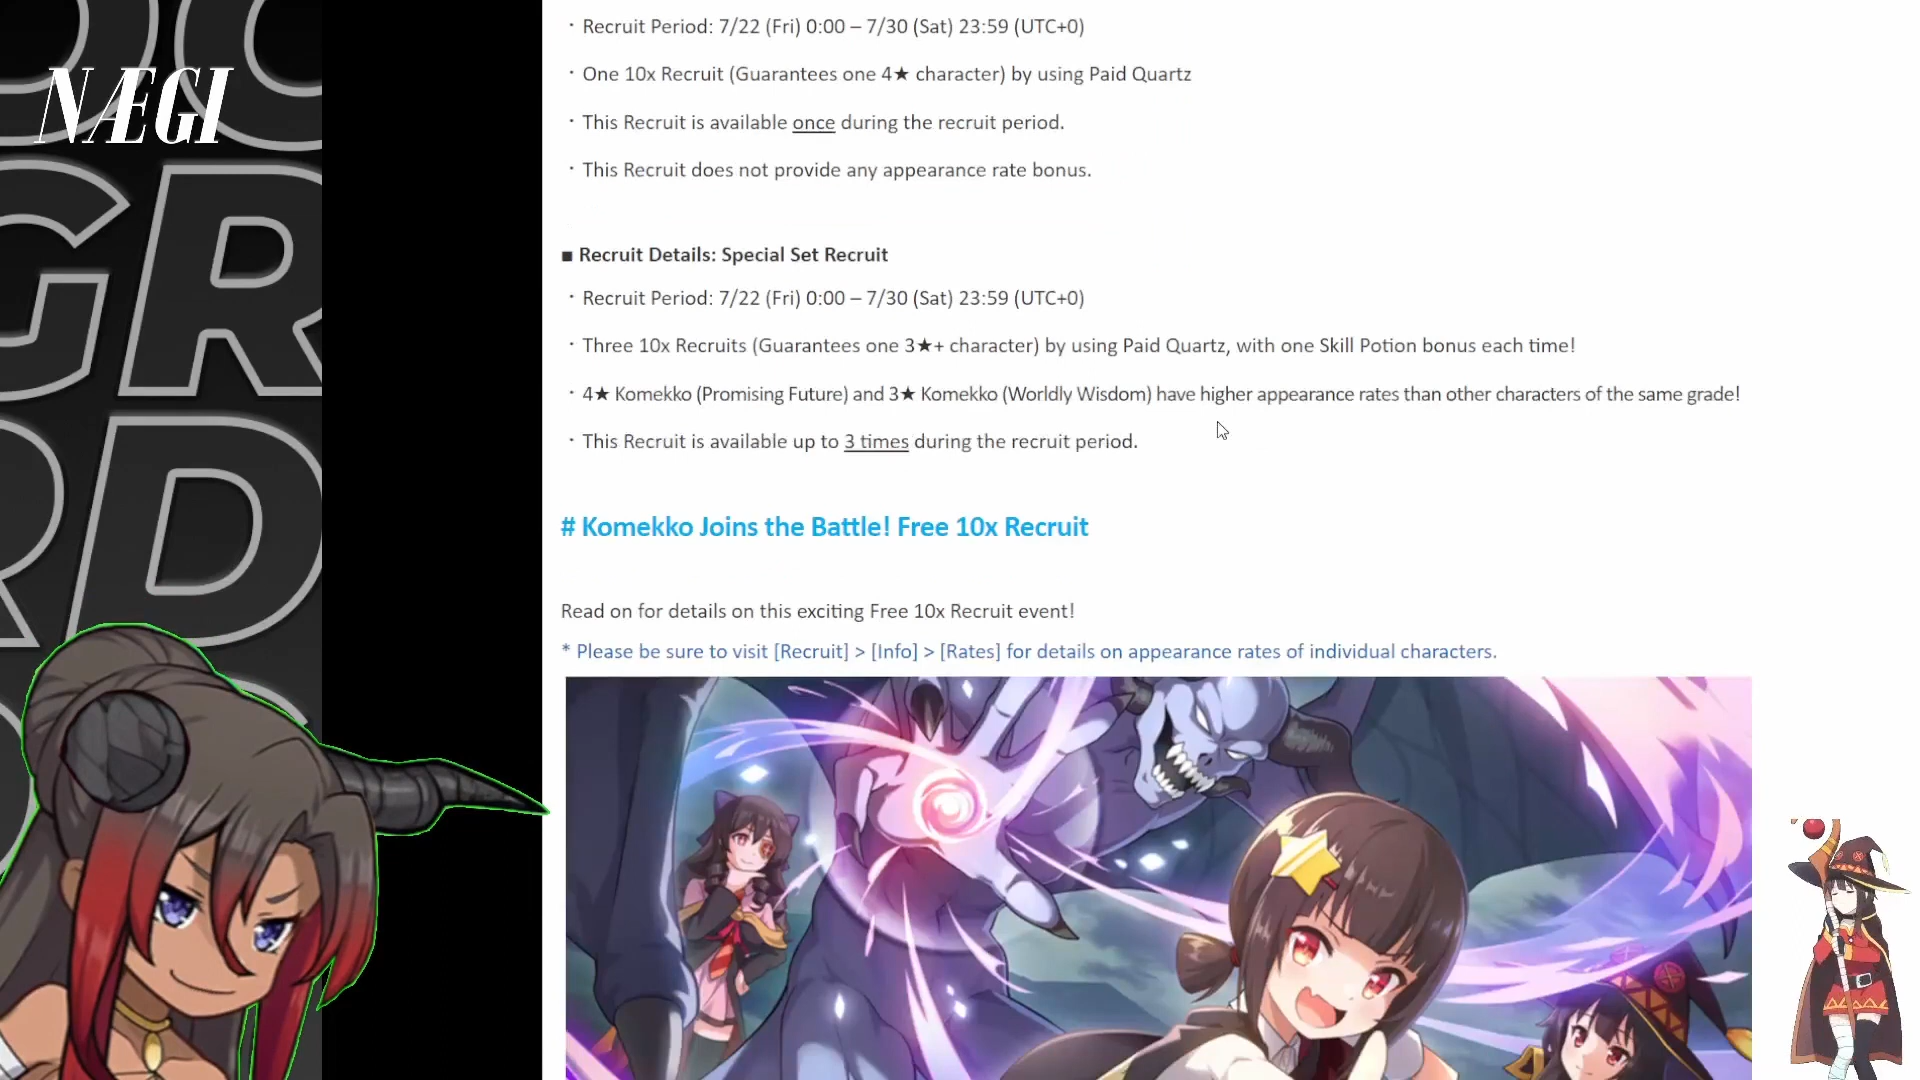 NÆGI
· Recruit Period: 7/22 (Fri) 0:00 – 7/30 (Sat) 23:59 (UTC+0)
· One 10x Recruit (Guarantees one 4★ character) by using Paid Quartz
· This Recruit is available once during the recruit period.
· This Recruit does not provide any appearance rate bonus.
■ Recruit Details: Special Set Recruit
· Recruit Period: 7/22 (Fri) 0:00 – 7/30 (Sat) 23:59 (UTC+0)
· Three 10x Recruits (Guarantees one 3★+ character) by using Paid Quartz, with one Skill Potion bonus each time!
· 4★ Komekko (Promising Future) and 3★ Komekko (Worldly Wisdom) have higher appearance rates than other characters of the same grade!
· This Recruit is available up to 3 times during the recruit period.
# Komekko Joins the Battle! Free 10x Recruit
Read on for details on this exciting Free 10x Recruit event!
* Please be sure to visit [Recruit] > [Info] > [Rates] for details on appearance rates of individual characters.